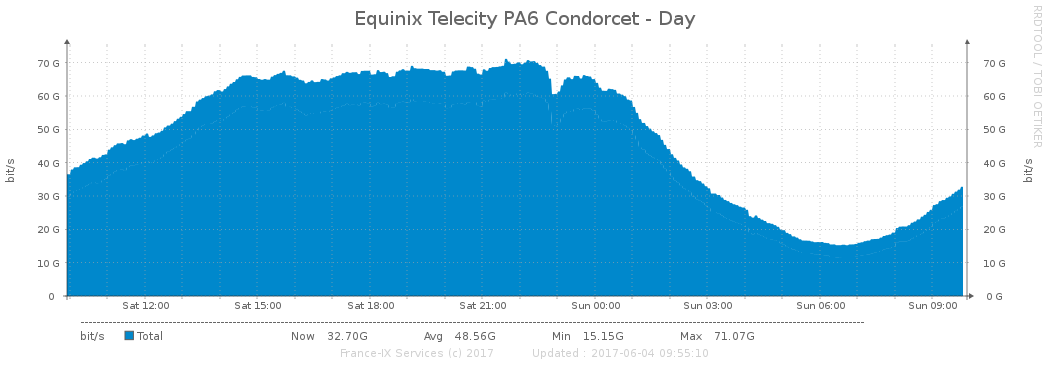 Equinix Telecity PA6 Condorcet - Day
RRDTOOL / TOBI OETIKER
bit/s
70 G
60 G
50 G
40 G
30 G
20 G
10 G
0
70 G
60 G
50 G
40 G
30 G
20 G
10 G
0 G
bit/s
Sat 12:00 Sat 15:00 Sat 18:00 Sat 21:00 Sun 00:00 Sun 03:00 Sun 06:00 Sun 09:00
bit/s Total Now 32.70G Avg 48.56G Min 15.15G Max 71.07G
France-IX Services (c) 2017 Updated : 2017-06-04 09:55:10